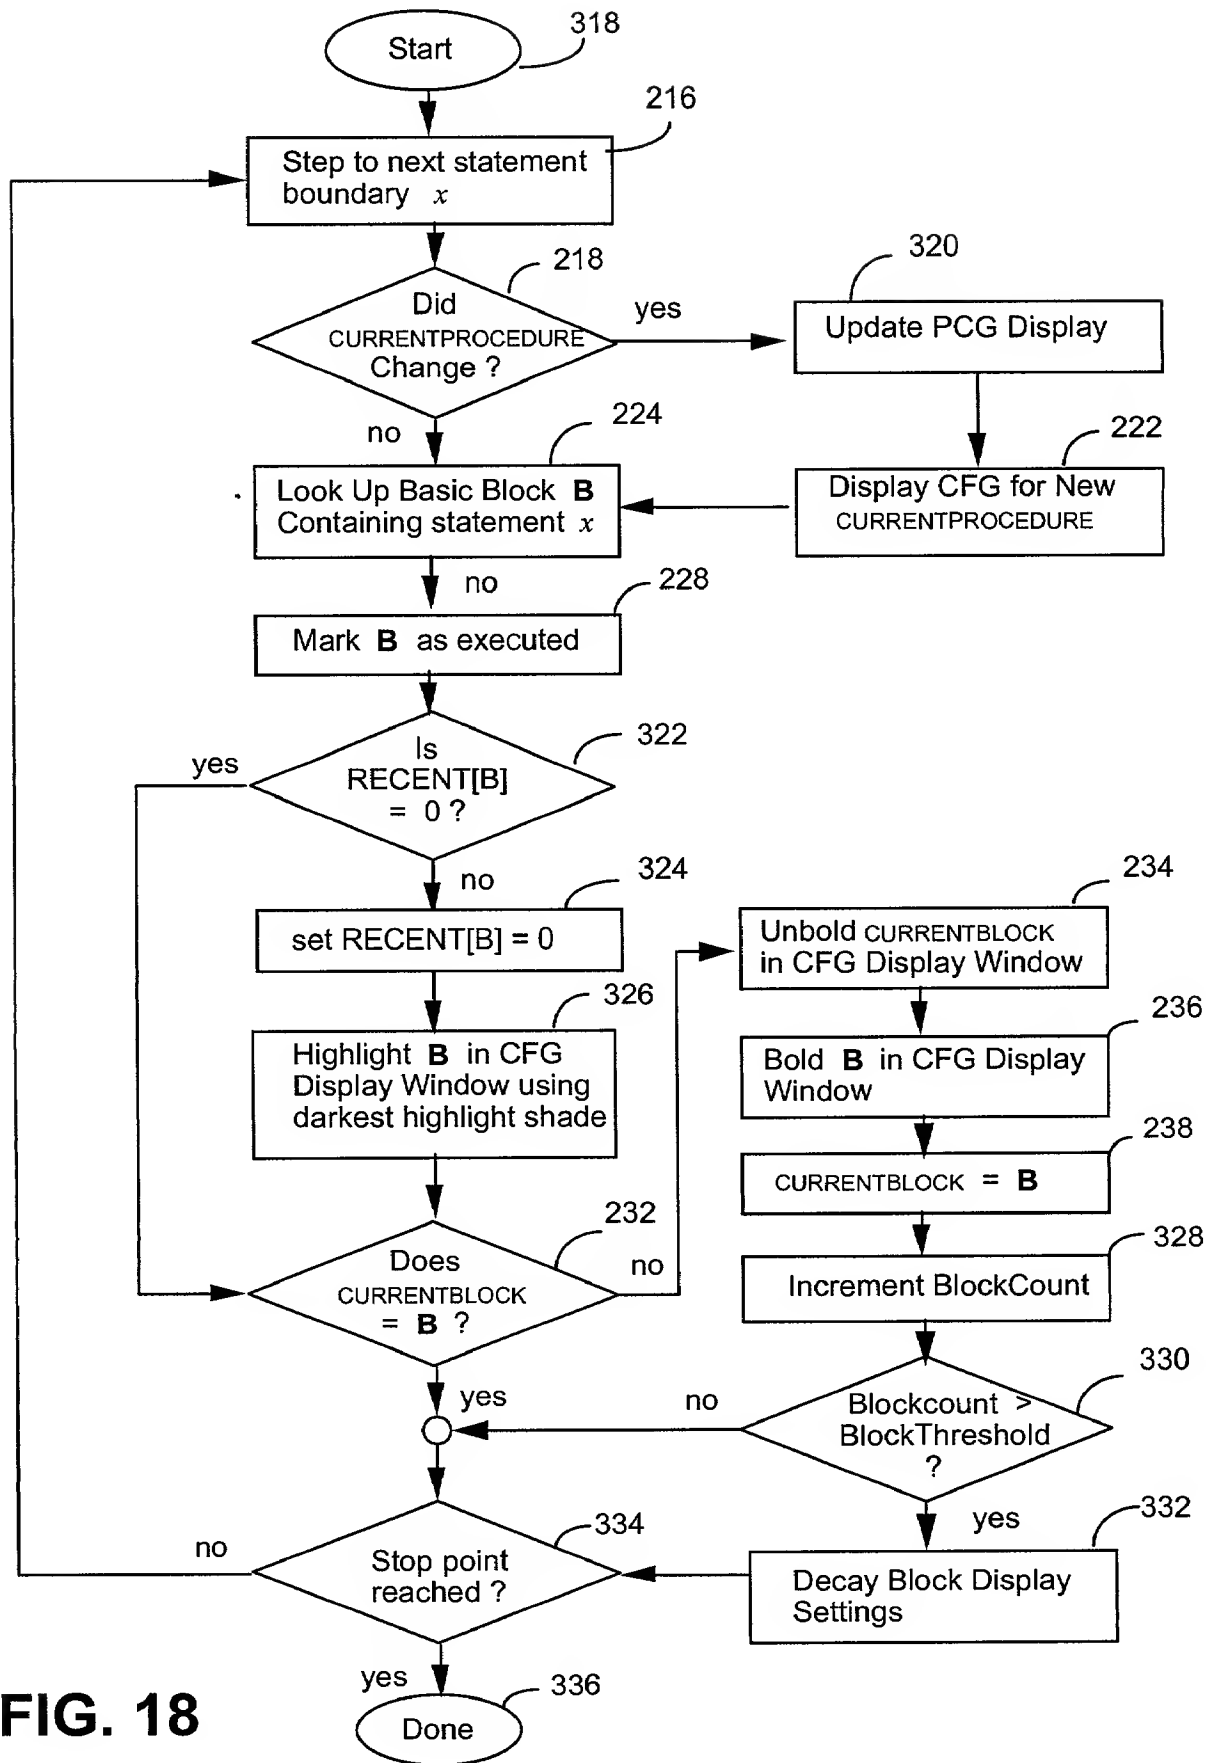 Start
318
216
Step to next statement
boundary x
218
Did
CURRENTPROCEDURE
Change ?
yes
320
Update PCG Display
no
224
222
Look Up Basic Block B
Containing statement x
Display CFG for New
CURRENTPROCEDURE
no
228
Mark B as executed
322
Is
RECENT[B]
= 0 ?
yes
no
324
set RECENT[B] = 0
234
Unbold CURRENTBLOCK
in CFG Display Window
326
Highlight B in CFG
Display Window using
darkest highlight shade
236
Bold B in CFG Display
Window
238
CURRENTBLOCK = B
232
Does
CURRENTBLOCK
= B ?
no
328
Increment BlockCount
yes
330
Blockcount >
BlockThreshold
?
no
yes
334
Stop point
reached ?
no
332
Decay Block Display
Settings
yes
336
Done
FIG. 18